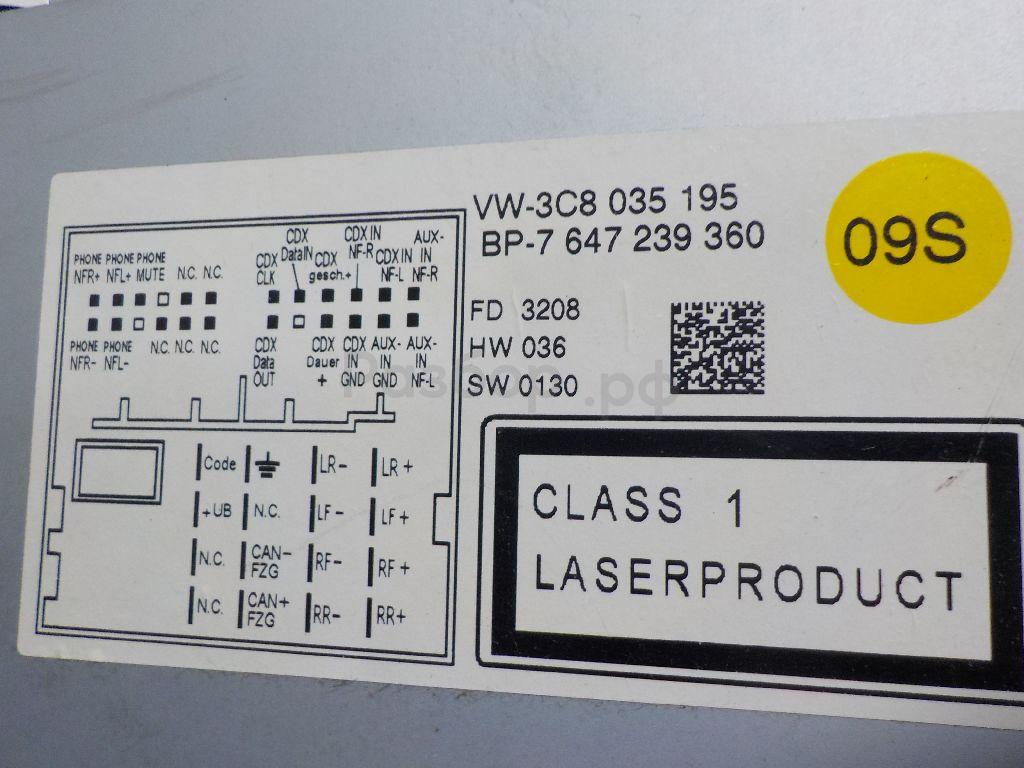 VW-3C8 035 195
BP-7 647 239 360
09S
FD 3208
HW 036
SW 0130
CLASS 1
LASERPRODUCT
PHONE PHONE PHONE
NFR+ NFL+ MUTE N.C. N.C.
PHONE PHONE
NFR- NFL-
N.C. N.C. N.C.
CDX
CLK
CDX
DataIN
CDX
gesch.+
CDX IN
NF-R
CDX IN
NF-L
AUX-
IN
NF-R
CDX
Data
OUT
CDX
Dauer
+
CDX
IN
GND
AUX-
IN
GND
AUX-
IN
NF-L
Code LR- LR+
+UB N.C. LF- LF+
N.C. CAN-
FZG RF- RF+
N.C. CAN+
FZG RR- RR+
Разбор.рф